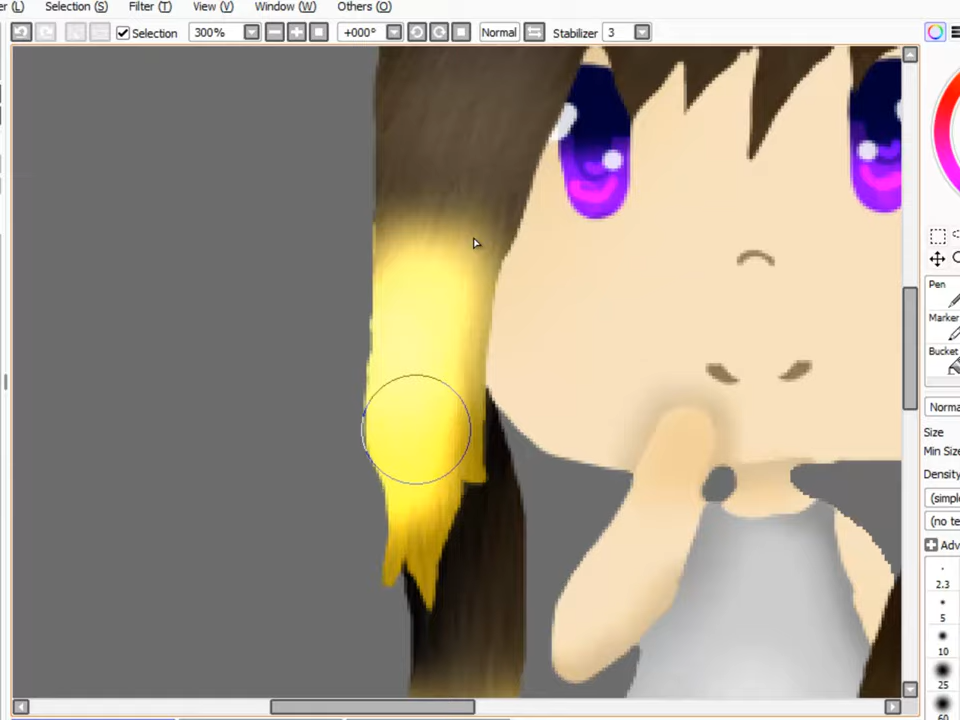 er (L) Selection (S) Filter (T) View (V) Window (W) Others (O)
Selection 300% +000° Normal Stabilizer 3
Pen
Marker
Bucket
Norma
Size
Min Size
Density
(simpl
(no te
Adv
2.3
5
10
25
60